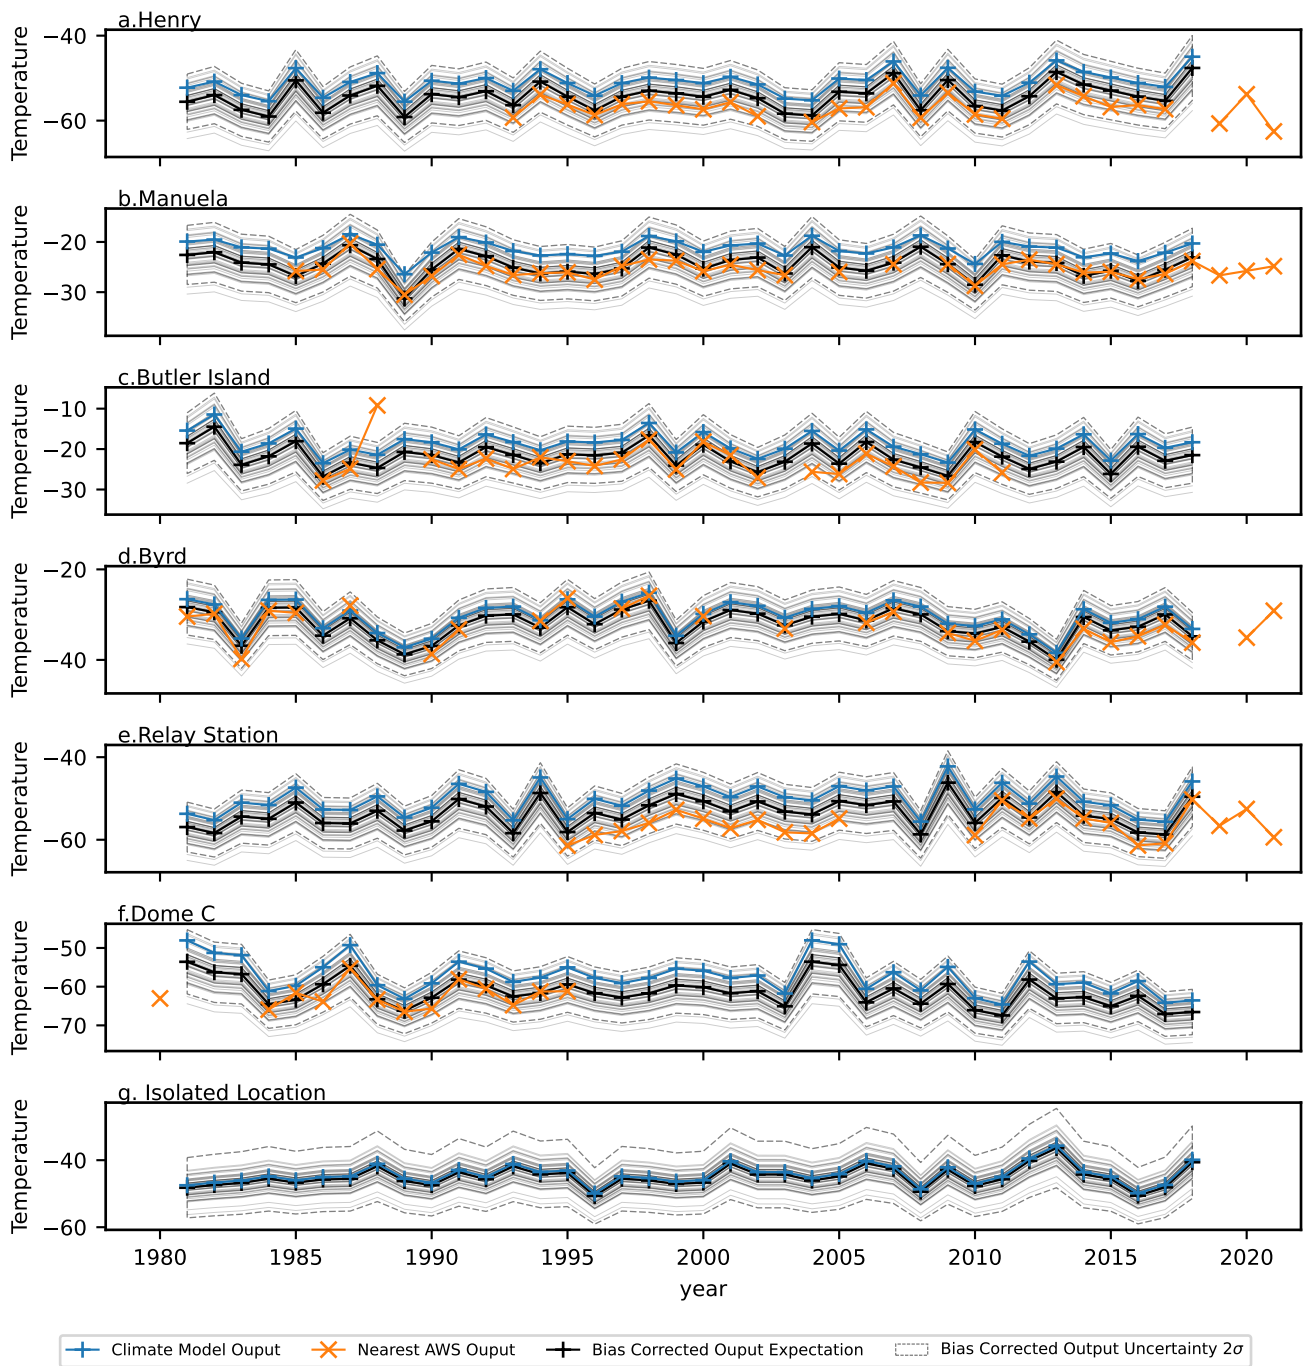 a.Henry
Temperature
−40
−60
b.Manuela
Temperature
−20
−30
c.Butler Island
Temperature
−10
−20
−30
d.Byrd
Temperature
−20
−40
e.Relay Station
Temperature
−40
−60
f.Dome C
Temperature
−50
−60
−70
g. Isolated Location
Temperature
−40
−60
1980 1985 1990 1995 2000 2005 2010 2015 2020
year
Climate Model Ouput Nearest AWS Ouput Bias Corrected Ouput Expectation Bias Corrected Output Uncertainty 2σ